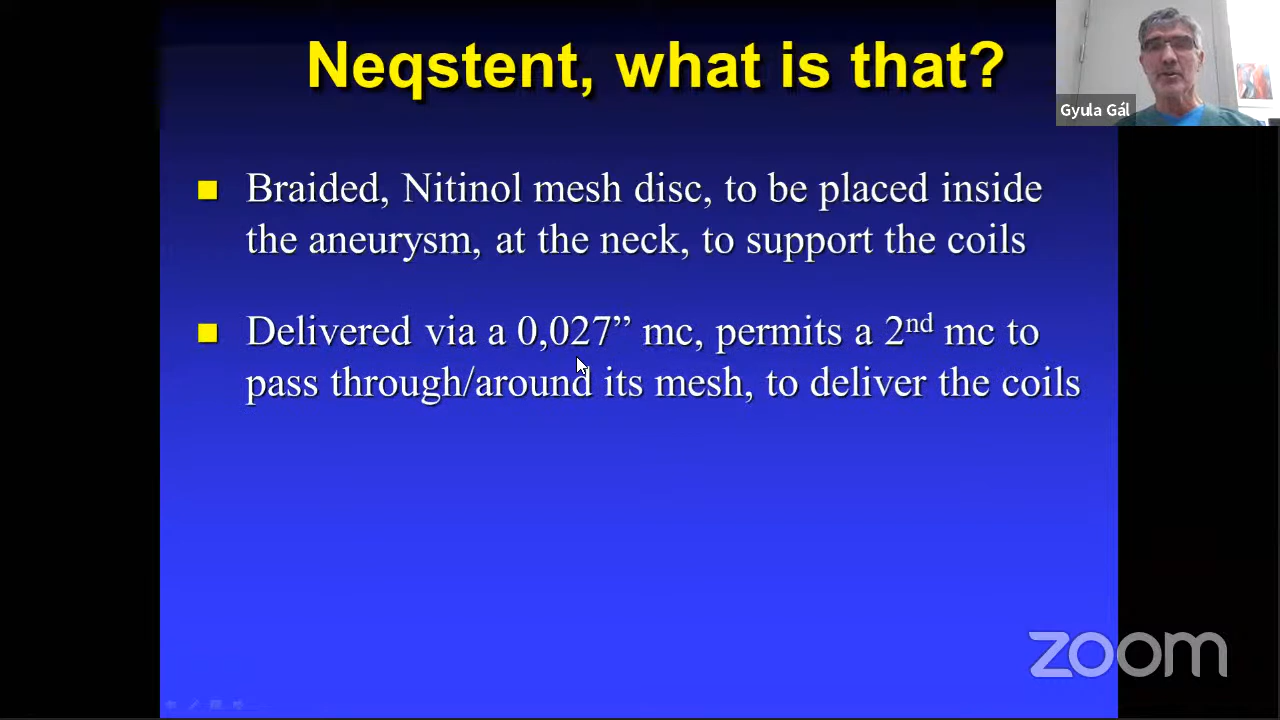 Neqstent, what is that?
Gyula Gál
Braided, Nitinol mesh disc, to be placed inside
the aneurysm, at the neck, to support the coils
Delivered via a 0,027” mc, permits a 2nd mc to
pass through/around its mesh, to deliver the coils
zoom